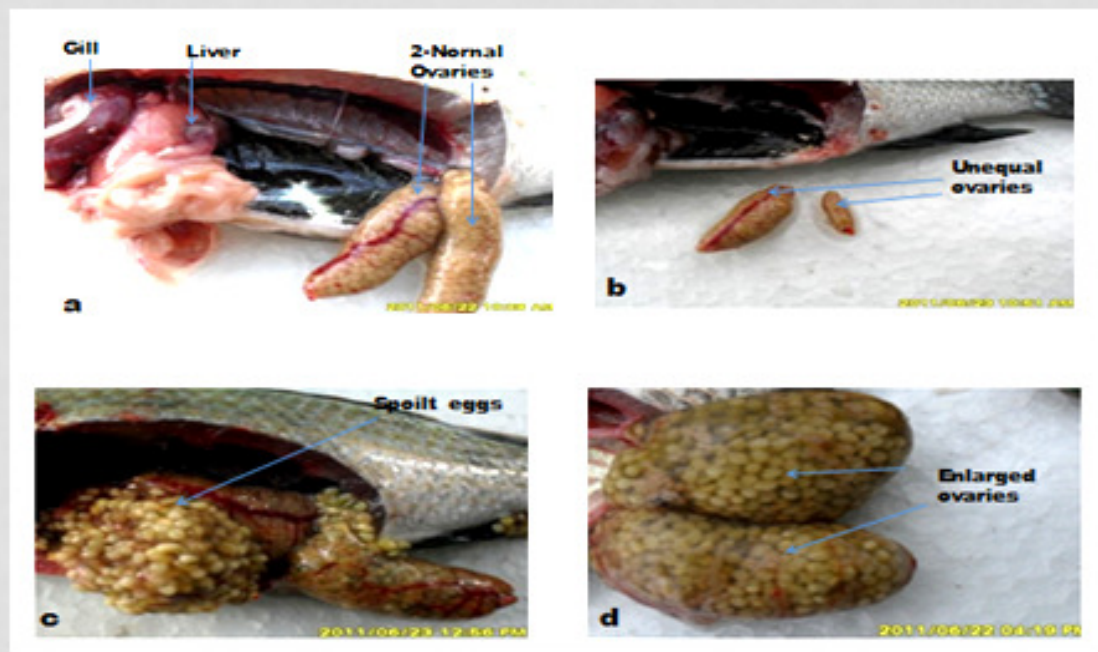 Gill
Liver
2-Nornal
Ovaries
a
Unequal
ovaries
b
Spoilt eggs
c
2011/06/23 12:56 PM
Enlarged
ovaries
d
2011/06/22 04:19 PM